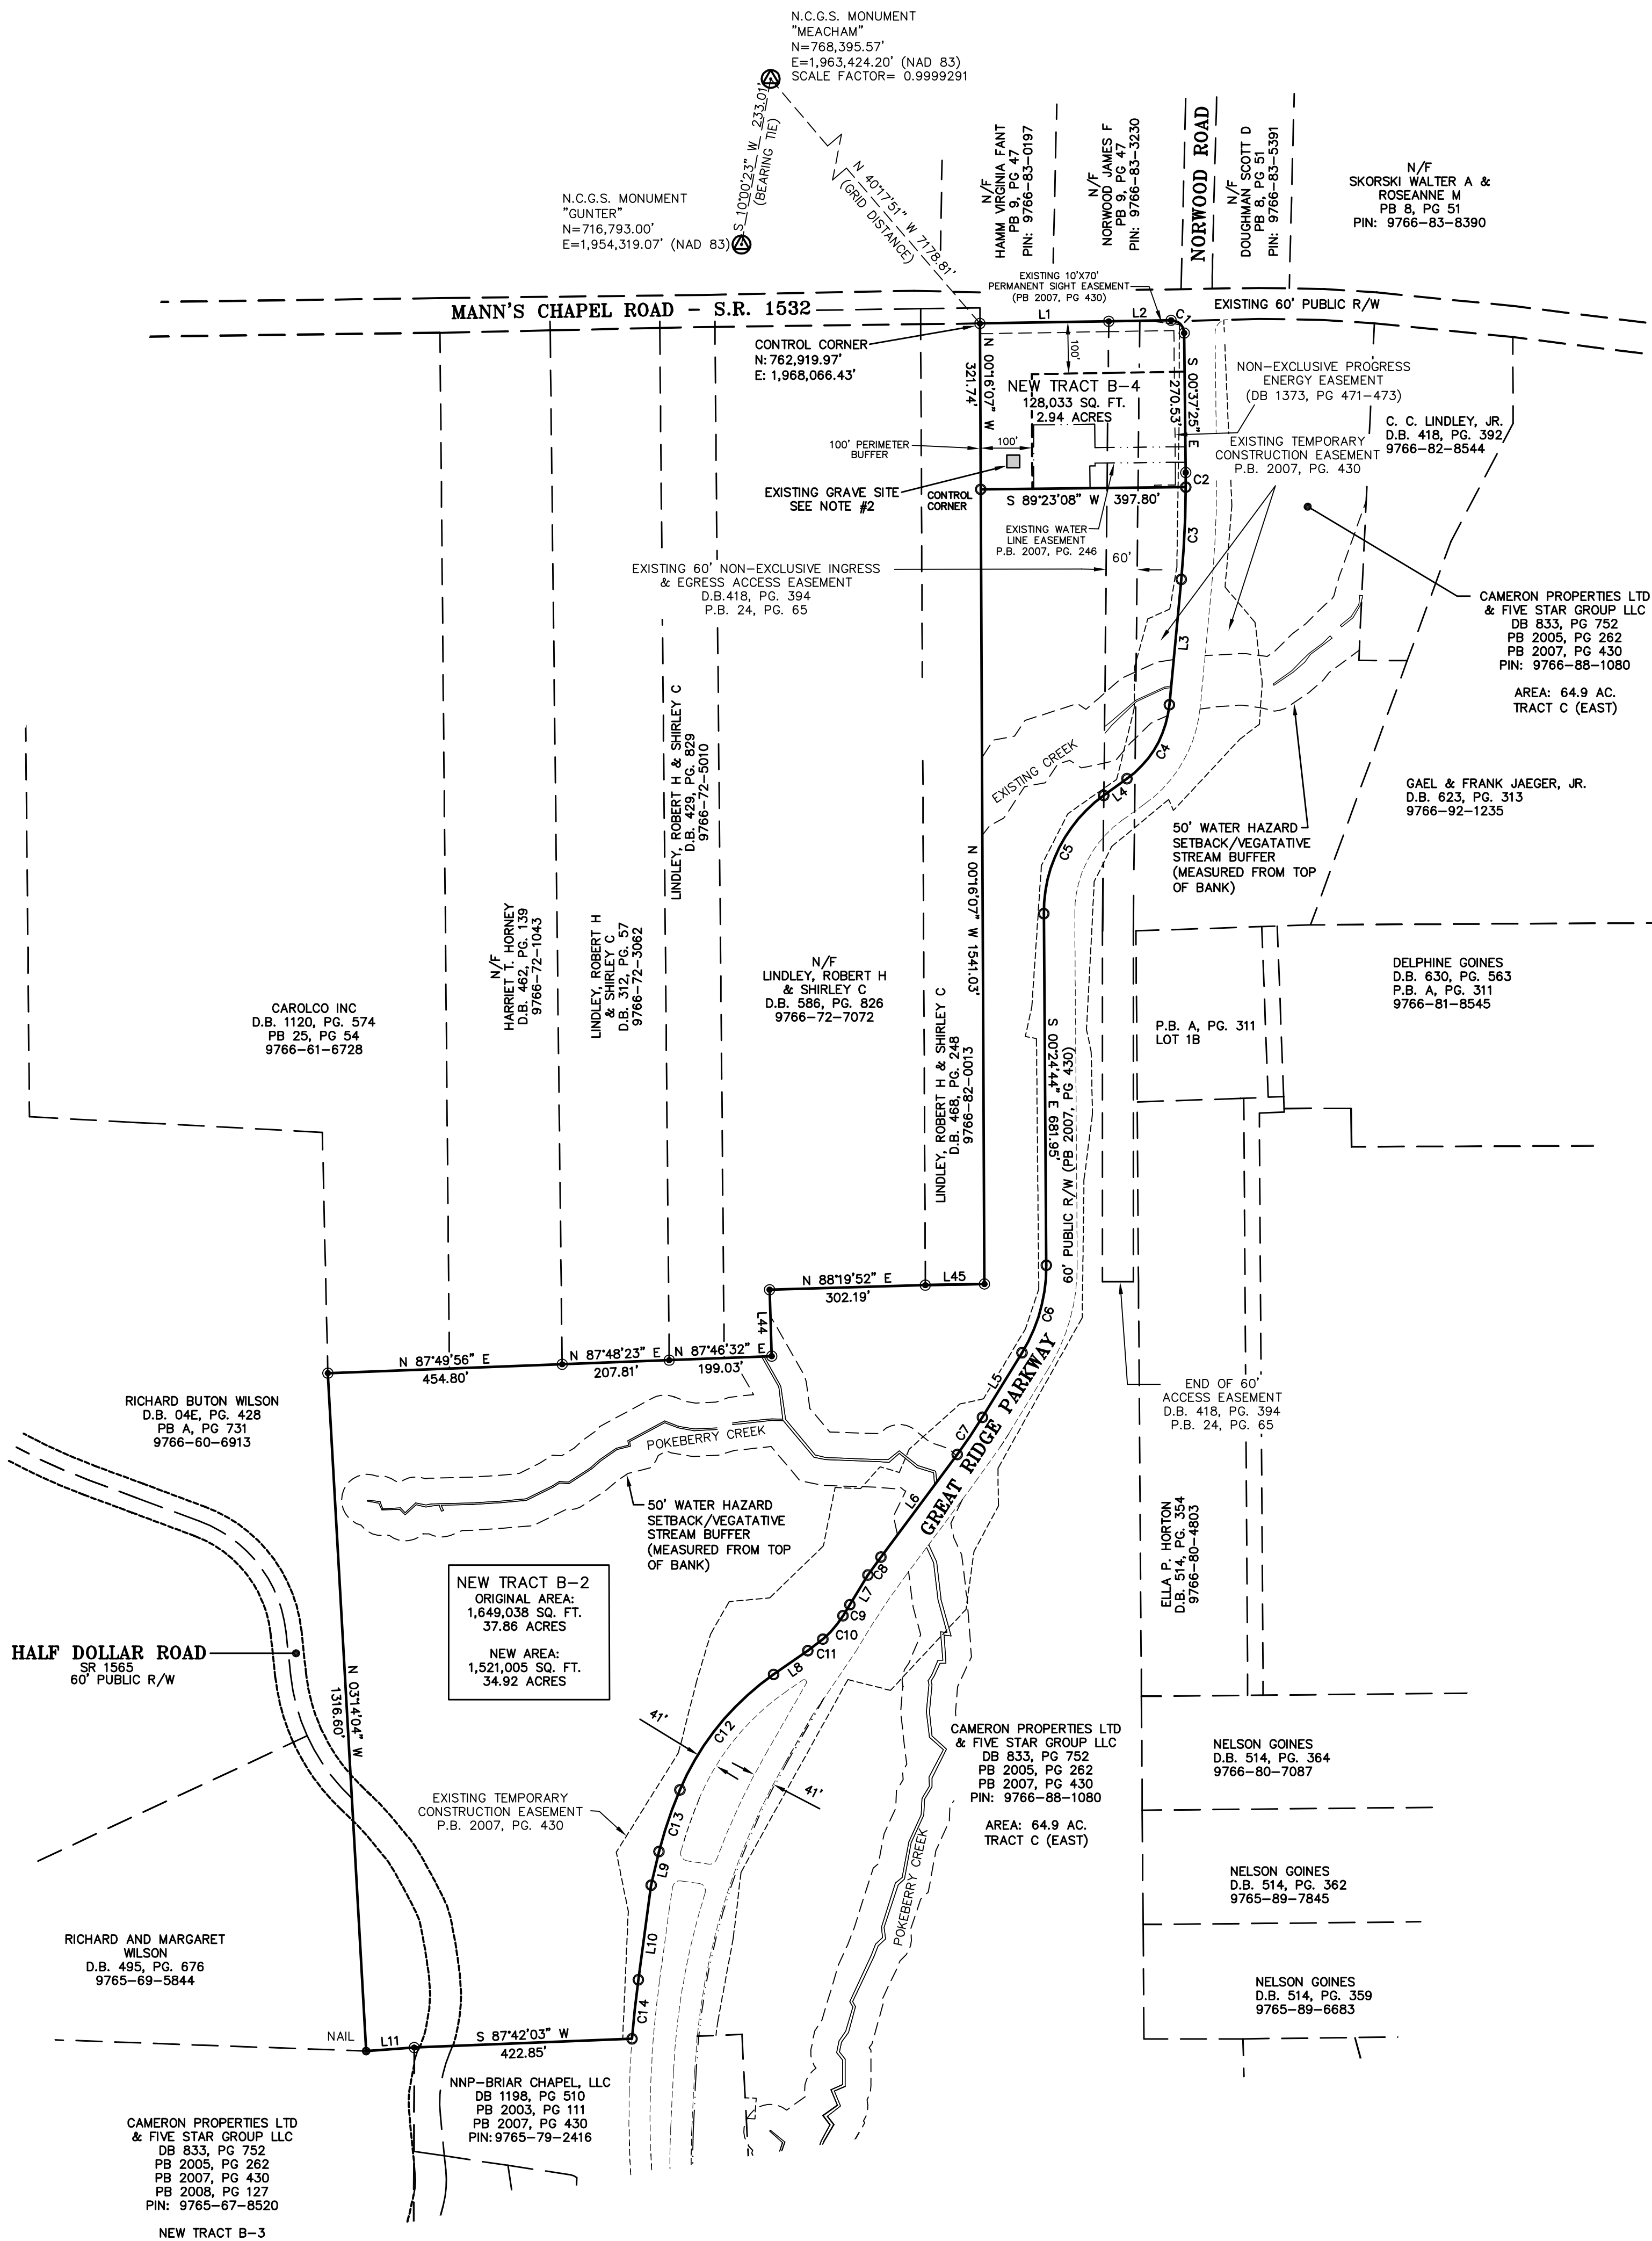 N.C.G.S. MONUMENT
"MEACHAM"
N=768,395.57'
E=1,963,424.20' (NAD 83)
SCALE FACTOR= 0.9999291
S 10°00'23" W 233.01'
(BEARING TIE)
N.C.G.S. MONUMENT
"GUNTER"
N=716,793.00'
E=1,954,319.07' (NAD 83)
N 40°17'51" W 7178.81'
(GRID DISTANCE)
N/F
HAMM VIRGINIA FANT
PB 9, PG 47
PIN: 9766-83-0197
N/F
NORWOOD JAMES F
PB 9, PG 47
PIN: 9766-83-3230
NORWOOD ROAD
N/F
DOUGHMAN SCOTT D
PB 8, PG 51
PIN: 9766-83-5391
N/F
SKORSKI WALTER A &
ROSEANNE M
PB 8, PG 51
PIN: 9766-83-8390
EXISTING 10'X70'
PERMANENT SIGHT EASEMENT
(PB 2007, PG 430)
EXISTING 60' PUBLIC R/W
MANN'S CHAPEL ROAD - S.R. 1532
L1
L2
C1
CONTROL CORNER
N: 762,919.97'
E: 1,968,066.43'
N 00°16'07" W
321.74'
100'
NEW TRACT B-4
128,033 SQ. FT.
2.94 ACRES
S 00°37'25" E
270.53'
NON-EXCLUSIVE PROGRESS
ENERGY EASEMENT
(DB 1373, PG 471-473)
C. C. LINDLEY, JR.
D.B. 418, PG. 392
9766-82-8544
EXISTING TEMPORARY
CONSTRUCTION EASEMENT
P.B. 2007, PG. 430
100' PERIMETER
BUFFER
100'
EXISTING GRAVE SITE
SEE NOTE #2
CONTROL
CORNER
S 89°23'08" W 397.80'
C2
EXISTING WATER
LINE EASEMENT
P.B. 2007, PG. 246
60'
C3
EXISTING 60' NON-EXCLUSIVE INGRESS
& EGRESS ACCESS EASEMENT
D.B.418, PG. 394
P.B. 24, PG. 65
CAMERON PROPERTIES LTD
& FIVE STAR GROUP LLC
DB 833, PG 752
PB 2005, PG 262
PB 2007, PG 430
PIN: 9766-88-1080
AREA: 64.9 AC.
TRACT C (EAST)
L3
EXISTING CREEK
C4
L4
C5
GAEL & FRANK JAEGER, JR.
D.B. 623, PG. 313
9766-92-1235
50' WATER HAZARD
SETBACK/VEGATATIVE
STREAM BUFFER
(MEASURED FROM TOP
OF BANK)
LINDLEY, ROBERT H & SHIRLEY C
D.B. 429, PG. 829
9766-72-5010
N/F
HARRIET T. HORNEY
D.B. 462, PG. 139
9766-72-1043
LINDLEY, ROBERT H
& SHIRLEY C
D.B. 312, PG. 57
9766-72-3062
N/F
LINDLEY, ROBERT H
& SHIRLEY C
D.B. 586, PG. 826
9766-72-7072
LINDLEY, ROBERT H & SHIRLEY C
D.B. 468, PG. 248
9766-82-0013
N 00°16'07" W 1541.03'
S 00°24'44" E 681.95'
60' PUBLIC R/W (PB 2007, PG 430)
CAROLCO INC
D.B. 1120, PG. 574
PB 25, PG 54
9766-61-6728
DELPHINE GOINES
D.B. 630, PG. 563
P.B. A, PG. 311
9766-81-8545
P.B. A, PG. 311
LOT 1B
N 88°19'52" E
302.19'
L45
L44
C6
N 87°49'56" E
454.80'
N 87°48'23" E
207.81'
N 87°46'32" E
199.03'
L5
C7
L6
GREAT RIDGE PARKWAY
END OF 60'
ACCESS EASEMENT
D.B. 418, PG. 394
P.B. 24, PG. 65
RICHARD BUTON WILSON
D.B. 04E, PG. 428
PB A, PG 731
9766-60-6913
POKEBERRY CREEK
50' WATER HAZARD
SETBACK/VEGATATIVE
STREAM BUFFER
(MEASURED FROM TOP
OF BANK)
ELLA P. HORTON
D.B. 514, PG. 354
9766-80-4803
C8
L7
C9
C10
C11
L8
NEW TRACT B-2
ORIGINAL AREA:
1,649,038 SQ. FT.
37.86 ACRES
NEW AREA:
1,521,005 SQ. FT.
34.92 ACRES
HALF DOLLAR ROAD
SR 1565
60' PUBLIC R/W
N 03°14'04" W
1316.60'
41'
C12
41'
CAMERON PROPERTIES LTD
& FIVE STAR GROUP LLC
DB 833, PG 752
PB 2005, PG 262
PB 2007, PG 430
PIN: 9766-88-1080
AREA: 64.9 AC.
TRACT C (EAST)
NELSON GOINES
D.B. 514, PG. 364
9766-80-7087
EXISTING TEMPORARY
CONSTRUCTION EASEMENT
P.B. 2007, PG. 430
C13
L9
L10
C14
POKEBERRY CREEK
NELSON GOINES
D.B. 514, PG. 362
9765-89-7845
RICHARD AND MARGARET
WILSON
D.B. 495, PG. 676
9765-69-5844
NELSON GOINES
D.B. 514, PG. 359
9765-89-6683
NAIL
L11
S 87°42'03" W
422.85'
NNP-BRIAR CHAPEL, LLC
DB 1198, PG 510
PB 2003, PG 111
PB 2007, PG 430
PIN: 9765-79-2416
CAMERON PROPERTIES LTD
& FIVE STAR GROUP LLC
DB 833, PG 752
PB 2005, PG 262
PB 2007, PG 430
PB 2008, PG 127
PIN: 9765-67-8520
NEW TRACT B-3